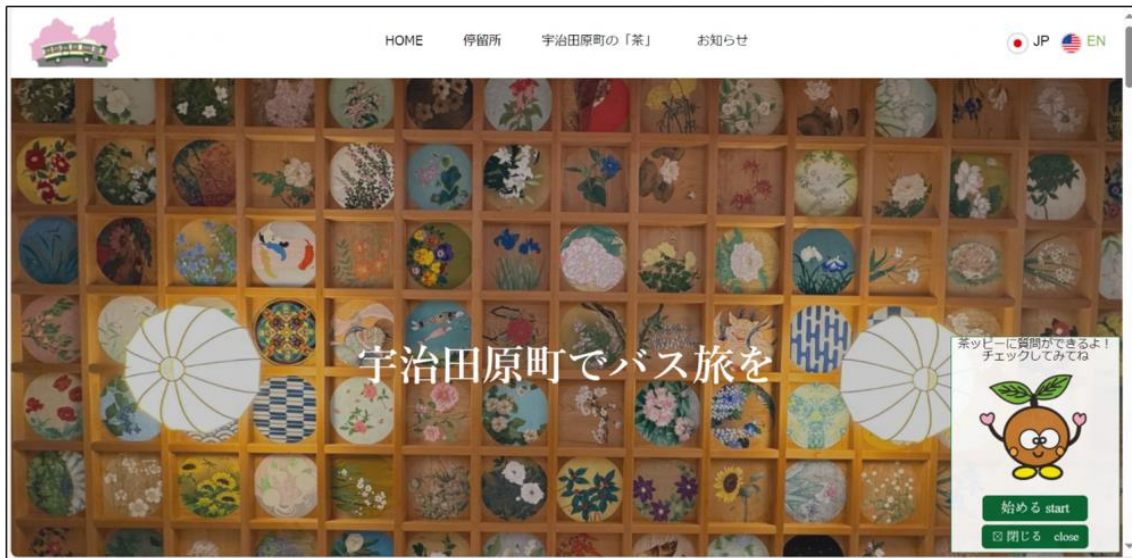 HOME 停留所 宇治田原町の「茶」 お知らせ JP EN
宇治田原町でバス旅を
茶ッピーに質問ができるよ!
チェックしてみてね
始める start
☒ 閉じる close